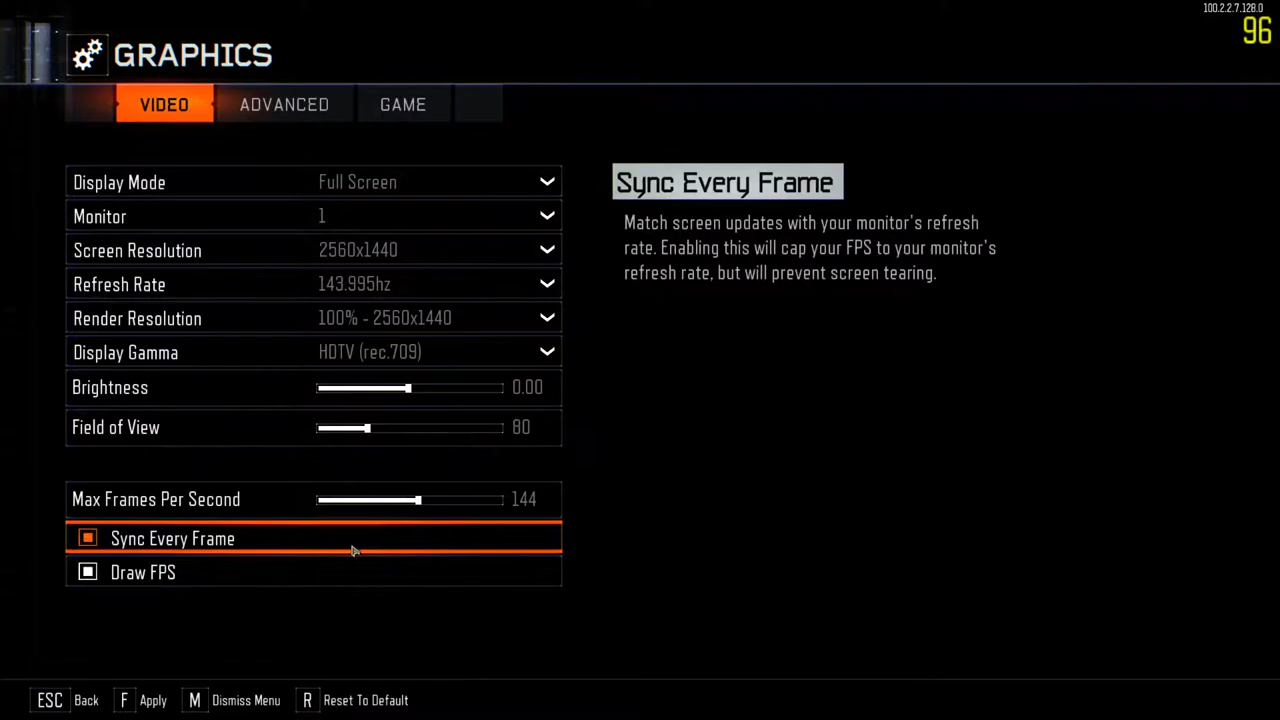 100.2.2.7.128.0
96
GRAPHICS
VIDEO ADVANCED GAME
Display Mode Full Screen
Monitor 1
Screen Resolution 2560x1440
Refresh Rate 143.995hz
Render Resolution 100% - 2560x1440
Display Gamma HDTV (rec.709)
Brightness 0.00
Field of View 80
Max Frames Per Second 144
Sync Every Frame
Draw FPS
Sync Every Frame
Match screen updates with your monitor's refresh
rate. Enabling this will cap your FPS to your monitor's
refresh rate, but will prevent screen tearing.
ESC Back F Apply M Dismiss Menu R Reset To Default